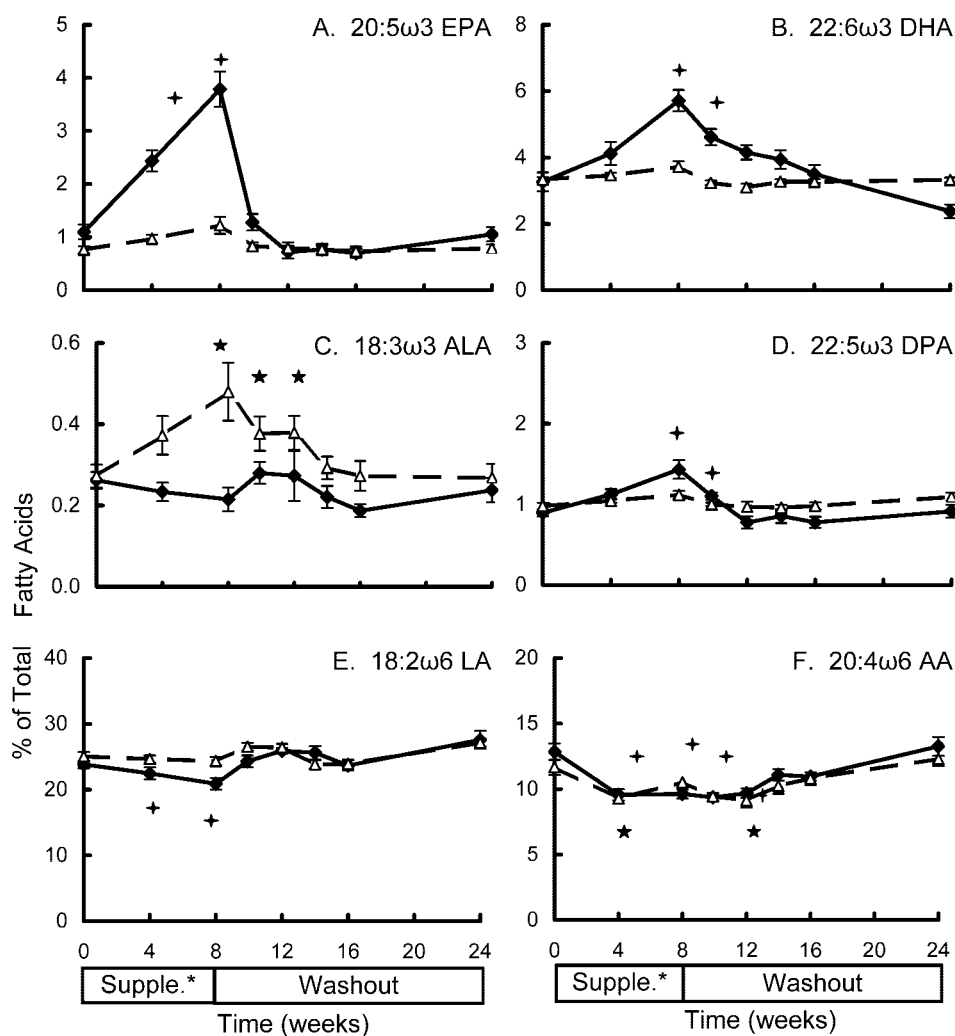 A. 20:5ω3 EPA
5
4
3
2
1
0
B. 22:6ω3 DHA
8
6
4
2
0
C. 18:3ω3 ALA
0.6
0.4
0.2
0.0
D. 22:5ω3 DPA
3
2
1
0
% of Total Fatty Acids
E. 18:2ω6 LA
40
30
20
10
0
0 4 8 12 16 24
Supple.* Washout
Time (weeks)
F. 20:4ω6 AA
20
15
10
5
0
0 4 8 12 16 24
Supple.* Washout
Time (weeks)